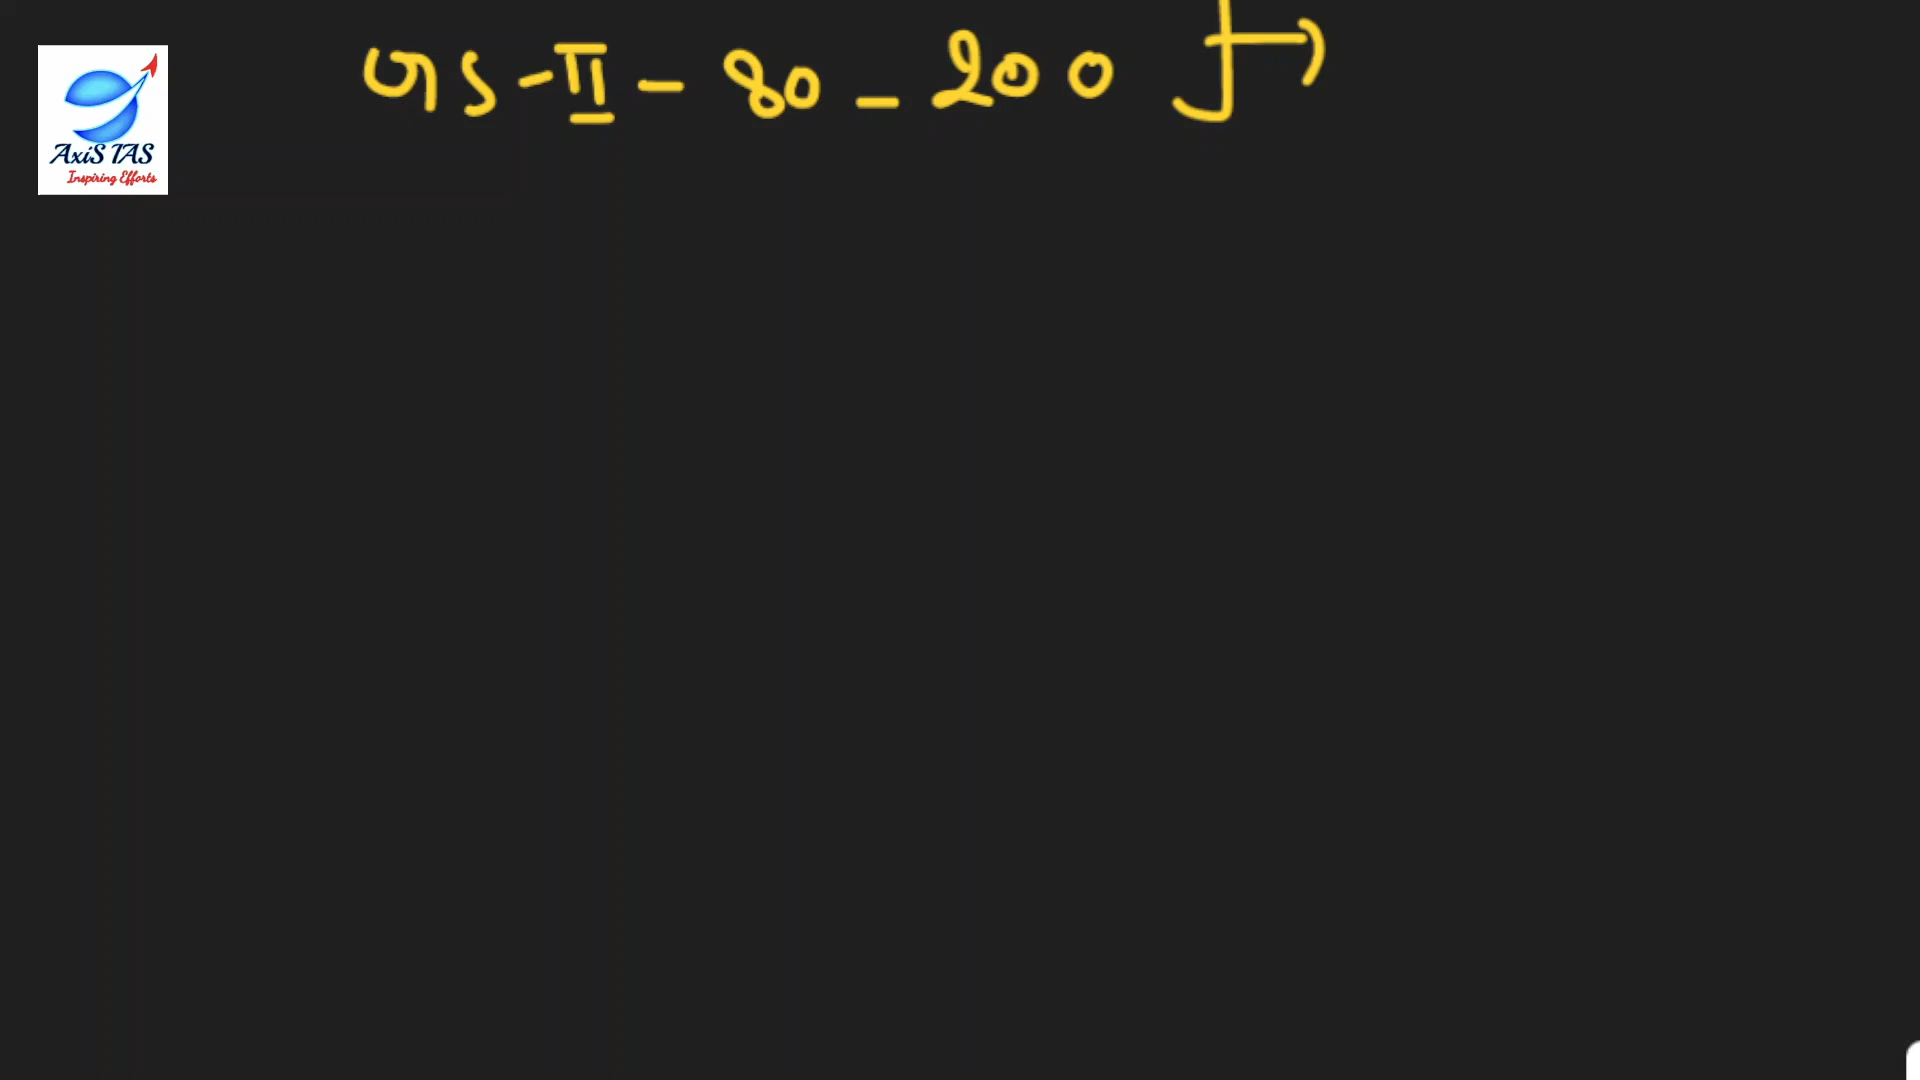 GS - II - 80 - 200
AxiS IAS
Inspiring Efforts